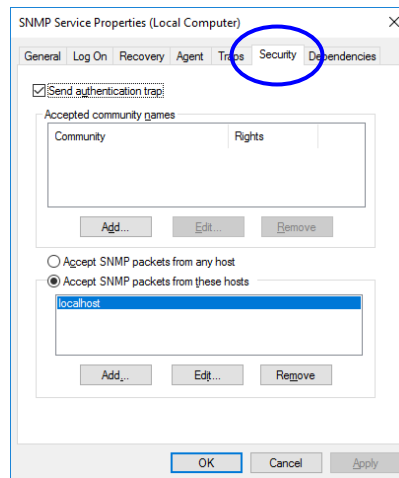 SNMP Service Properties (Local Computer)
General Log On Recovery Agent Traps Security Dependencies
Send authentication trap
Accepted community names
Community Rights
Add... Edit... Remove
Accept SNMP packets from any host
Accept SNMP packets from these hosts
localhost
Add... Edit... Remove
OK Cancel Apply